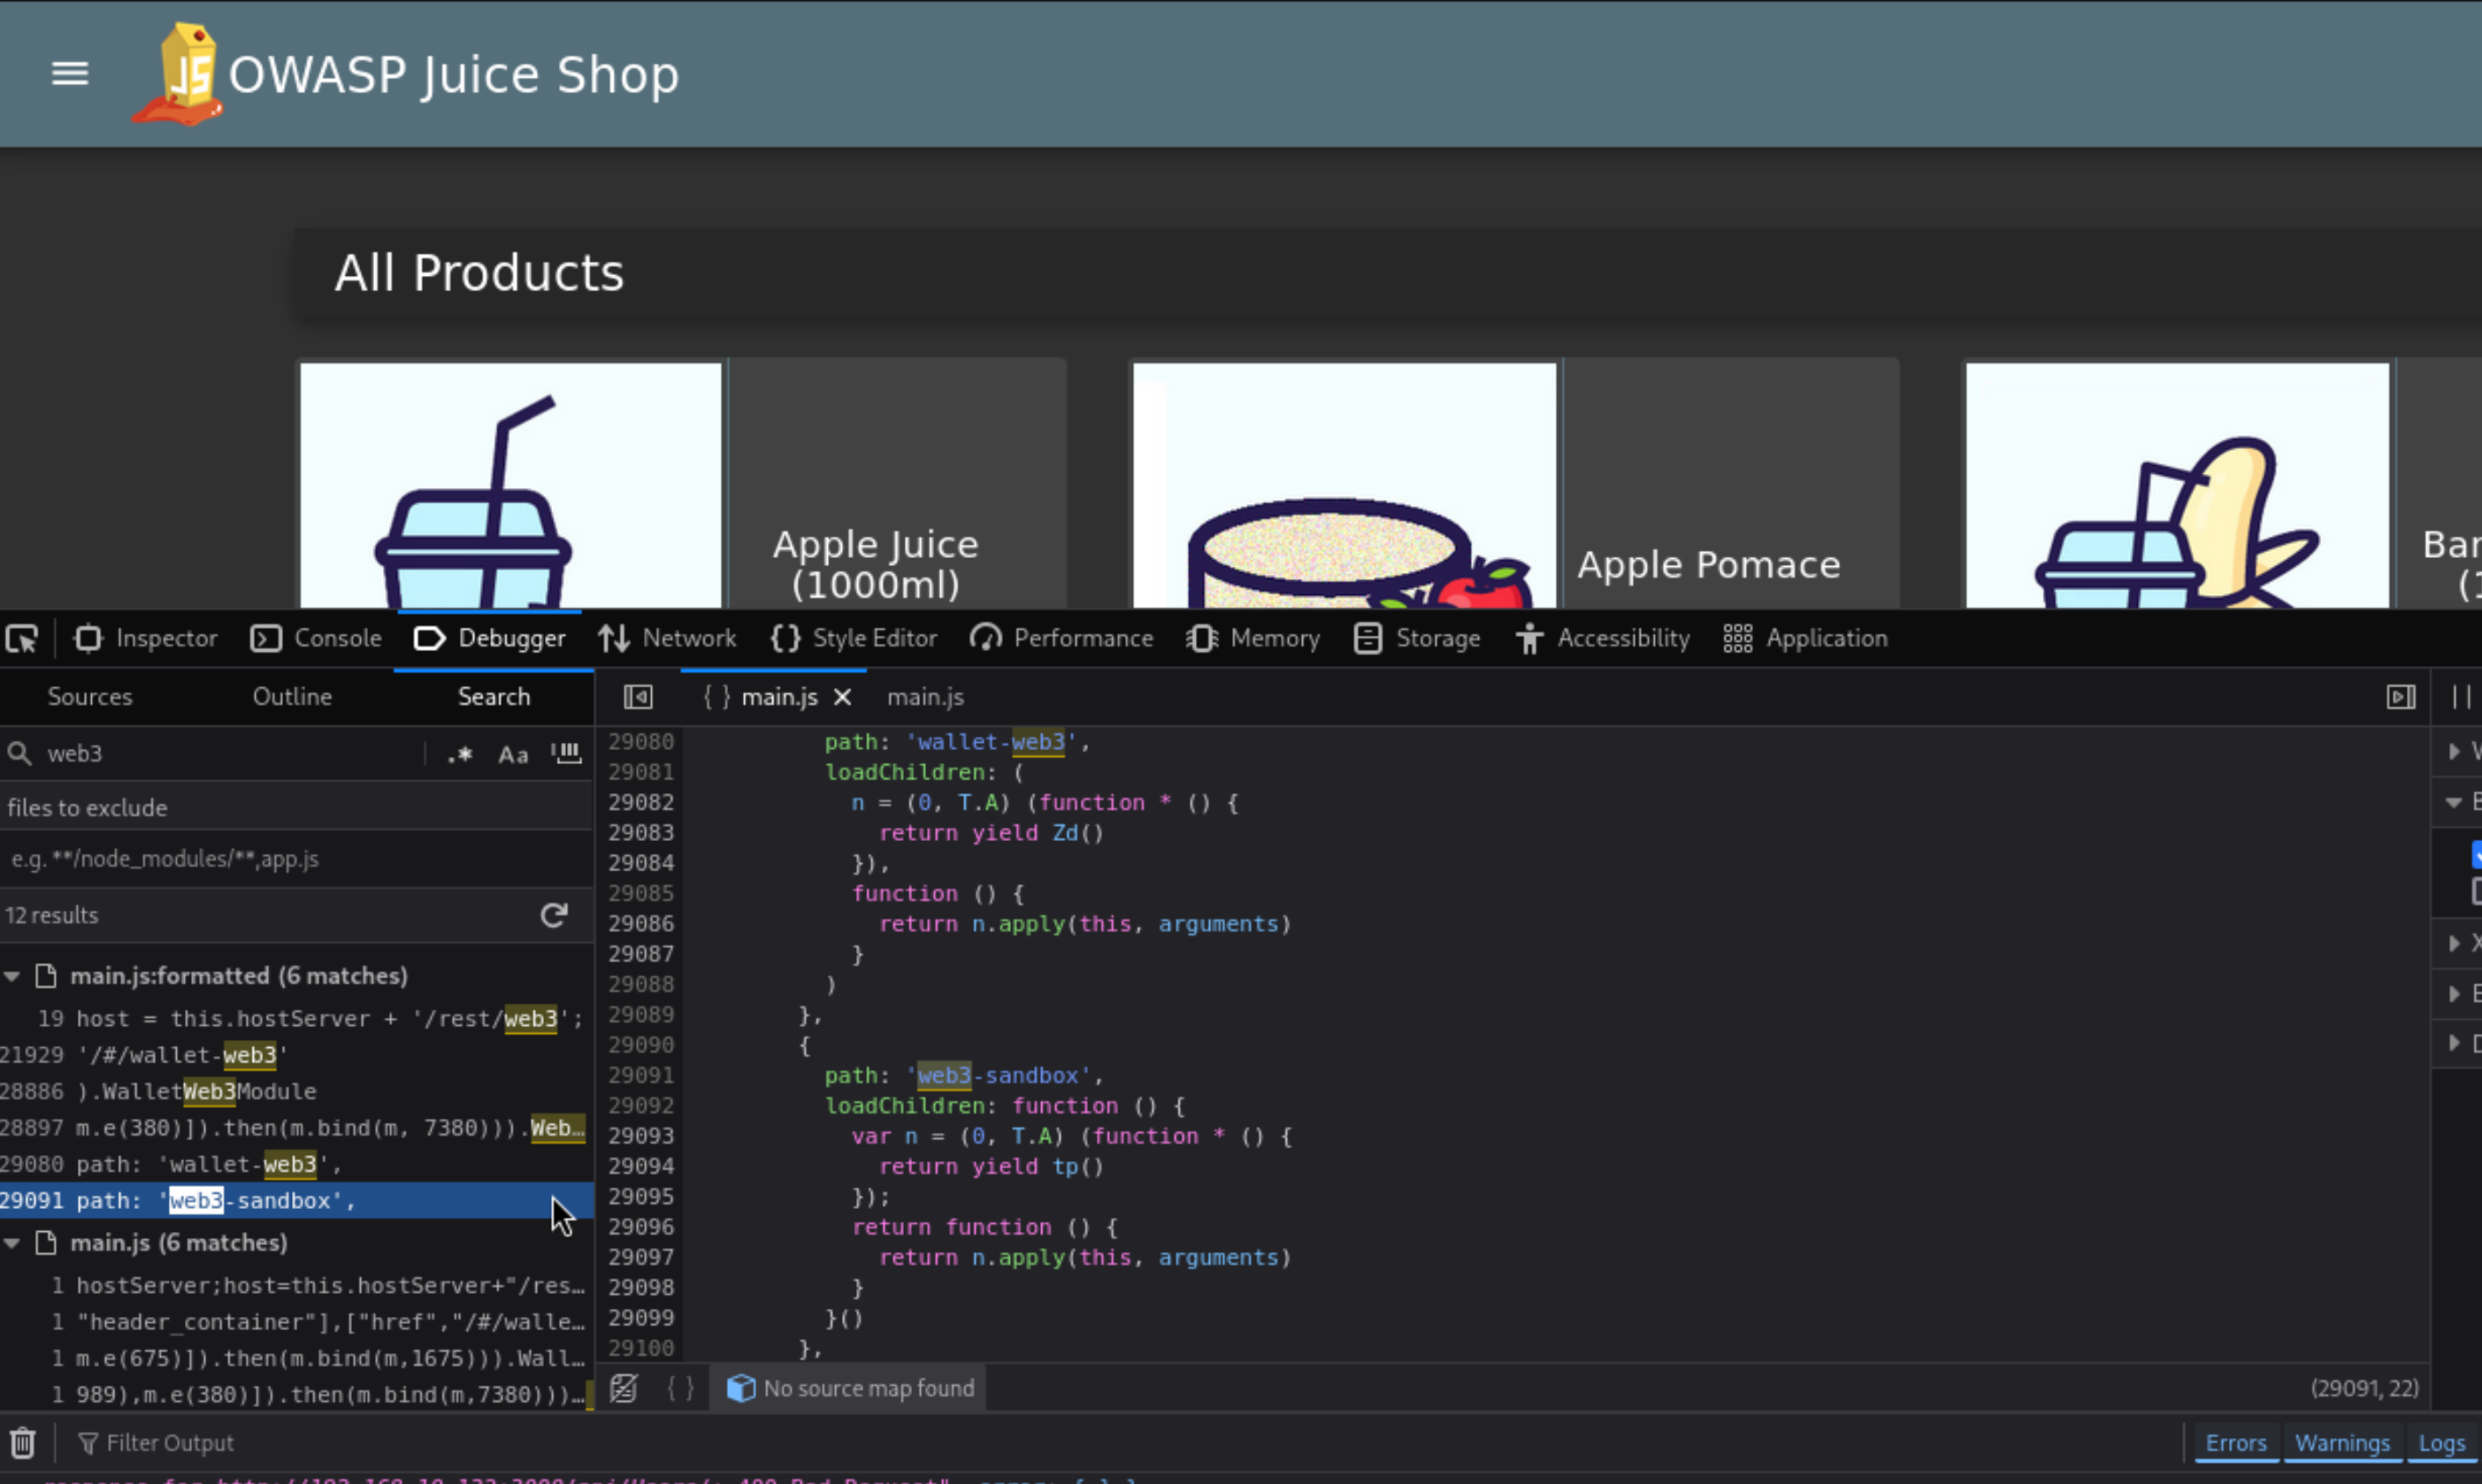 OWASP Juice Shop
All Products
Apple Juice
(1000ml)
Apple Pomace
Inspector
Console
Debugger
Network
Style Editor
Performance
Memory
Storage
Accessibility
Application
Sources
Outline
Search
web3
.*
Aa
files to exclude
e.g. **/node_modules/**,app.js
12 results
main.js:formatted (6 matches)
19 host = this.hostServer + '/rest/web3';
21929 '/#/wallet-web3'
28886 ).WalletWeb3Module
28897 m.e(380)]).then(m.bind(m, 7380))).Web…
29080 path: 'wallet-web3',
29091 path: 'web3-sandbox',
main.js (6 matches)
1 hostServer;host=this.hostServer+"/res…
1 "header_container"],["href","/#/walle…
1 m.e(675)]).then(m.bind(m,1675))).Wall…
1 989),m.e(380)]).then(m.bind(m,7380)))…
{ } main.js
main.js
29080 path: 'wallet-web3',
29081 loadChildren: (
29082 n = (0, T.A) (function * () {
29083 return yield Zd()
29084 }),
29085 function () {
29086 return n.apply(this, arguments)
29087 }
29088 )
29089 },
29090 {
29091 path: 'web3-sandbox',
29092 loadChildren: function () {
29093 var n = (0, T.A) (function * () {
29094 return yield tp()
29095 });
29096 return function () {
29097 return n.apply(this, arguments)
29098 }
29099 }()
29100 },
{ }
No source map found
(29091, 22)
Filter Output
Errors
Warnings
Logs